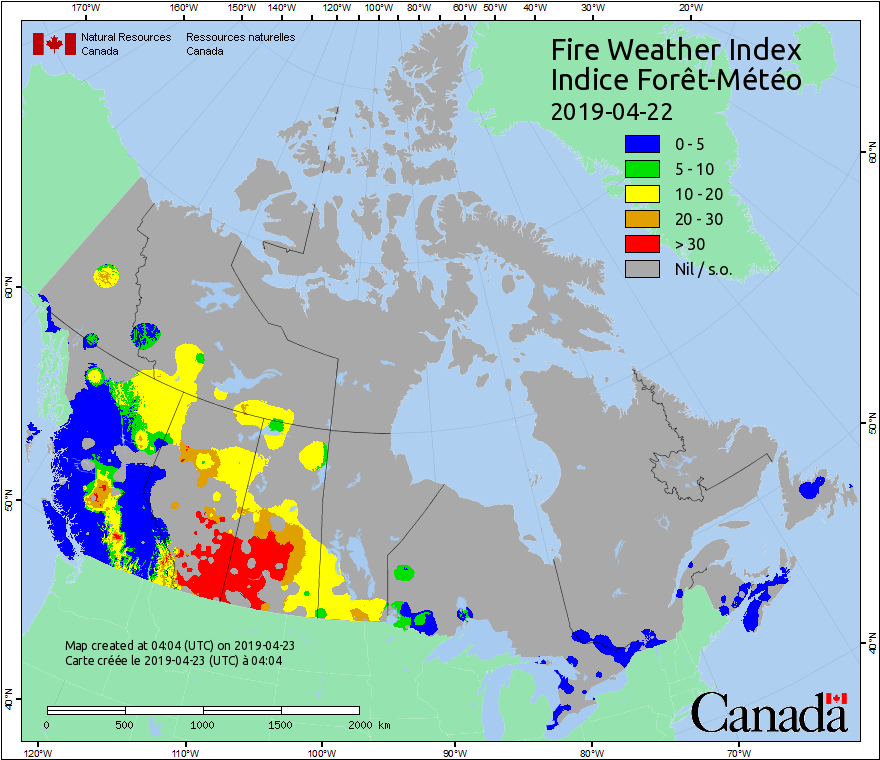 170°W 160°W 150°W 140°W 130°W 120°W 110°W 100°W 90°W 80°W 60°W 50°W 40°W 30°W 20°W
Natural Resources Ressources naturelles
Canada Canada
Fire Weather Index
Indice Forêt-Météo
2019-04-22
0 - 5
5 - 10
10 - 20
20 - 30
> 30
Nil / s.o.
60°N
60°N
50°N
50°N
40°N
40°N
Map created at 04:04 (UTC) on 2019-04-23
Carte créée le 2019-04-23 (UTC) à 04:04
0 500 1000 1500 2000 km
Canada
120°W 110°W 100°W 90°W 80°W 70°W